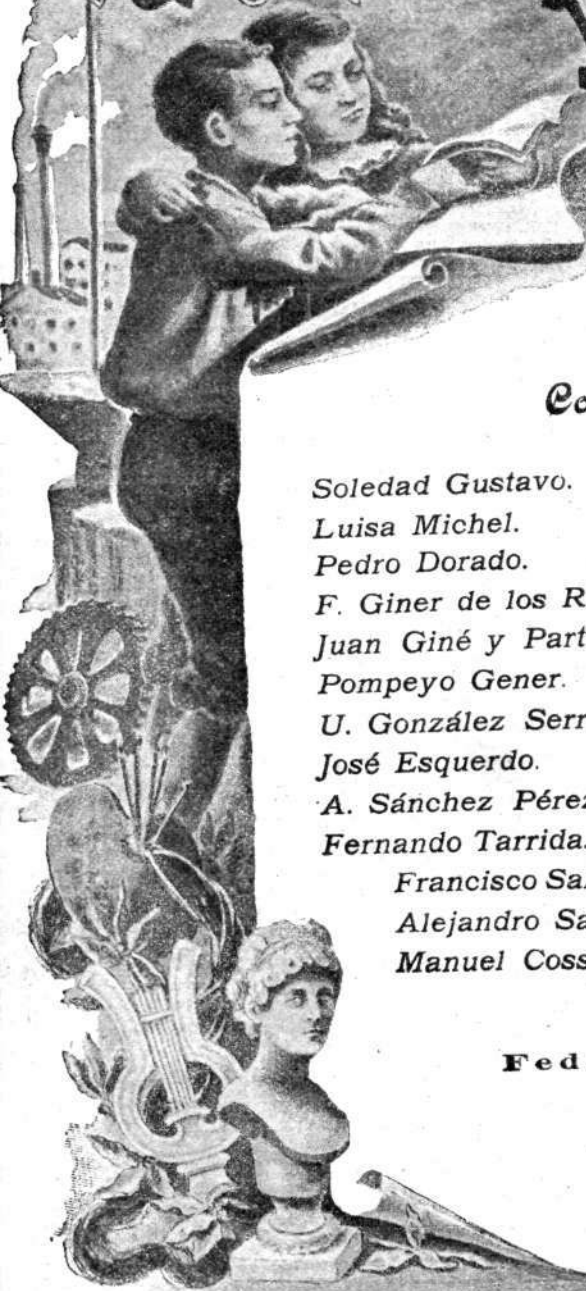 Co
Soledad Gustavo.
Luisa Michel.
Pedro Dorado.
F. Giner de los R
Juan Giné y Part
Pompeyo Gener.
U. González Serr
José Esquerdo.
A. Sánchez Pérez
Fernando Tarrida.
Francisco Sa
Alejandro Sa
Manuel Coss
Fed